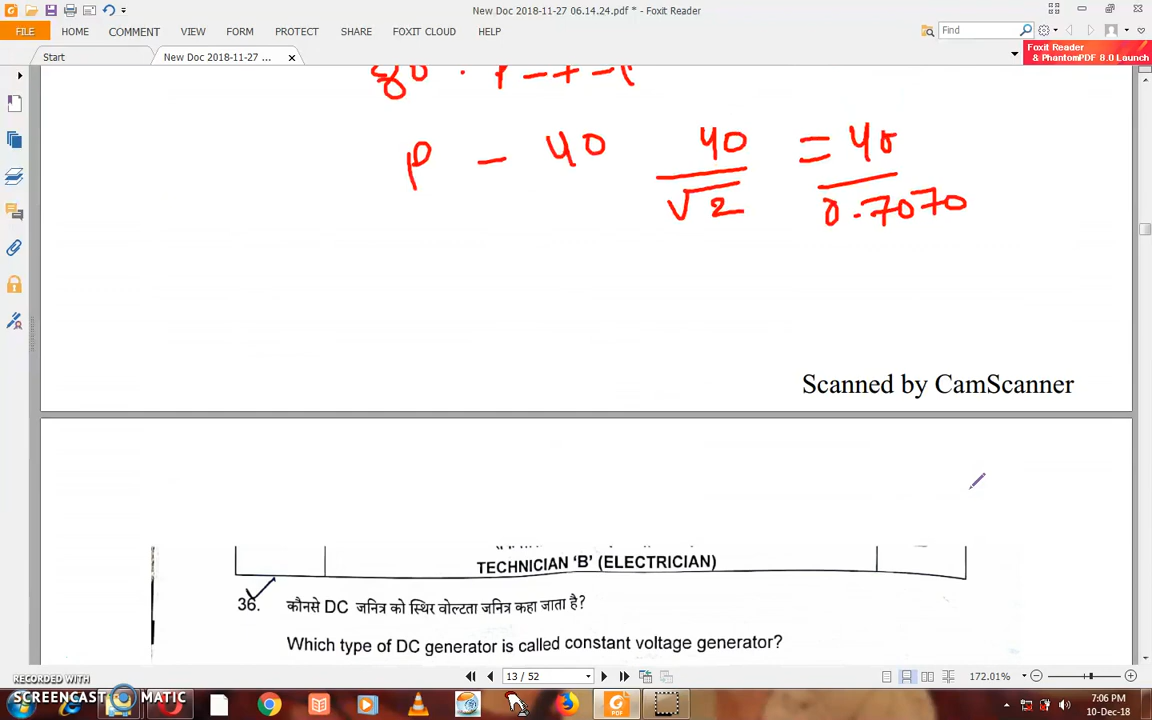 New Doc 2018-11-27 06.14.24.pdf * - Foxit Reader
FILE HOME COMMENT VIEW FORM PROTECT SHARE FOXIT CLOUD HELP
Find
Start New Doc 2018-11-27 ...
Foxit Reader
& PhantomPDF 8.0 Launch
P - 40 40/√2 = 40/0.7070
Scanned by CamScanner
TECHNICIAN 'B' (ELECTRICIAN)
36. कौनसे DC जनित्र को स्थिर वोल्टता जनित्र कहा जाता है?
Which type of DC generator is called constant voltage generator?
13 / 52
172.01%
RECORDED WITH
SCREENCAST MATIC
7:06 PM
10-Dec-18